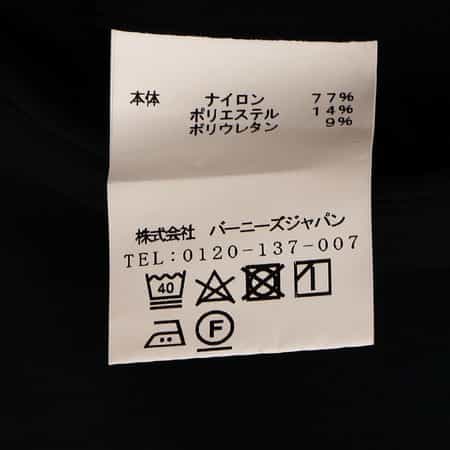 本体 ナイロン 77%
ポリエステル 14%
ポリウレタン 9%
株式会社 バーニーズジャパン
TEL:0120-137-007
40
F